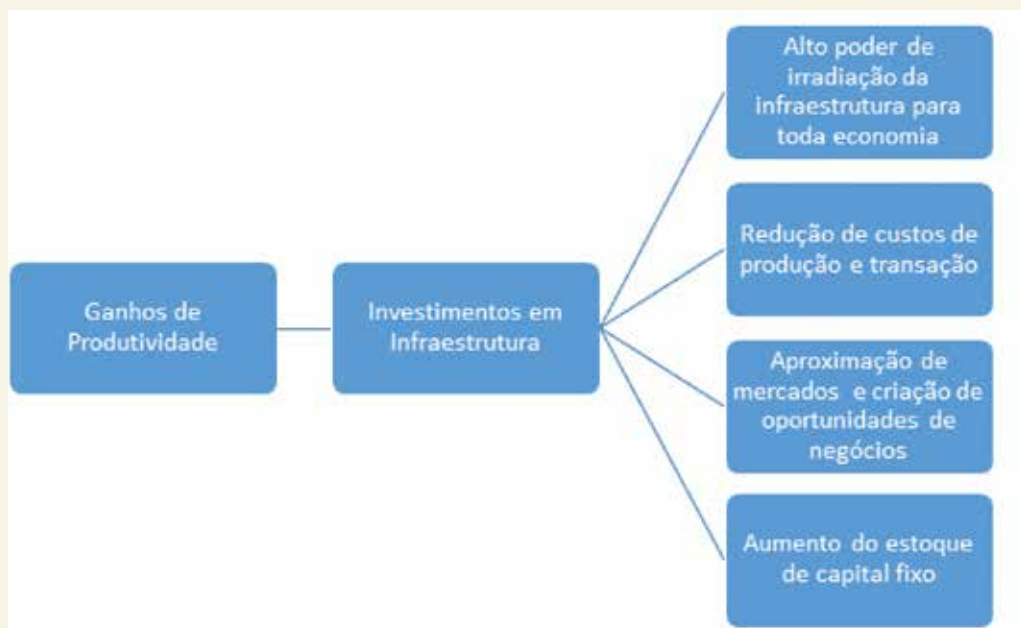 Ganhos de
Produtividade
Investimentos em
Infraestrutura
Alto poder de
irradiação da
infraestrutura para
toda economia
Redução de custos de
produção e transação
Aproximação de
mercados e criação de
oportunidades de
negócios
Aumento do estoque
de capital fixo